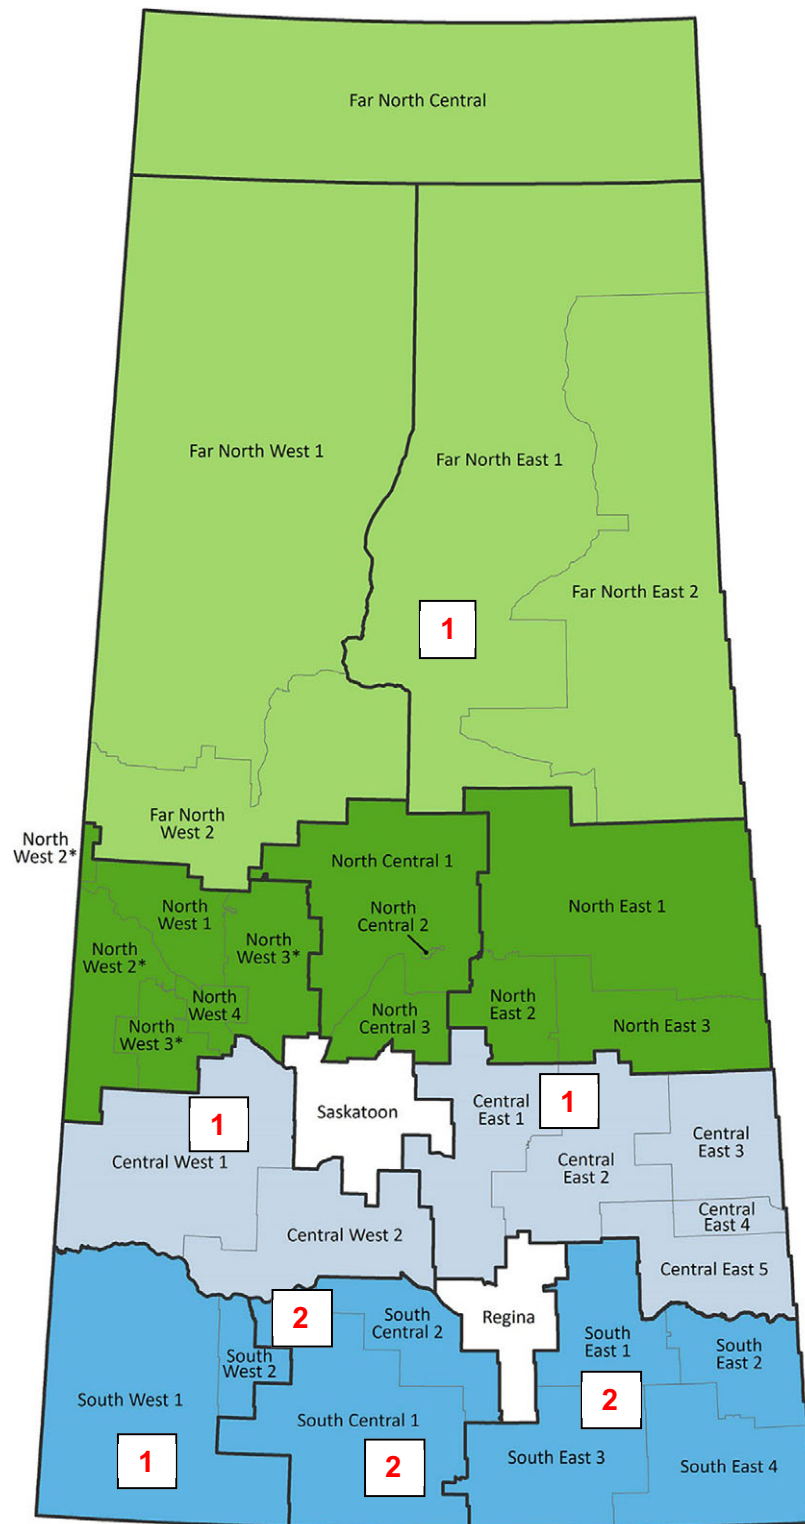 Far North Central
Far North West 1
Far North East 1
Far North East 2
1
Far North
West 2
North
West 2*
North Central 1
North
West 1
North
Central 2
North East 1
North
West 2*
North
West 3*
North
West 4
North
Central 3
North
East 2
North East 3
North
West 3*
Saskatoon
1
Central
East 1
1
Central West 1
Central
East 2
Central
East 3
Central West 2
Central
East 4
Central East 5
2
South
Central 2
Regina
South
East 1
South
East 2
South
West 2
South West 1
South Central 1
2
1
2
South East 3
South East 4